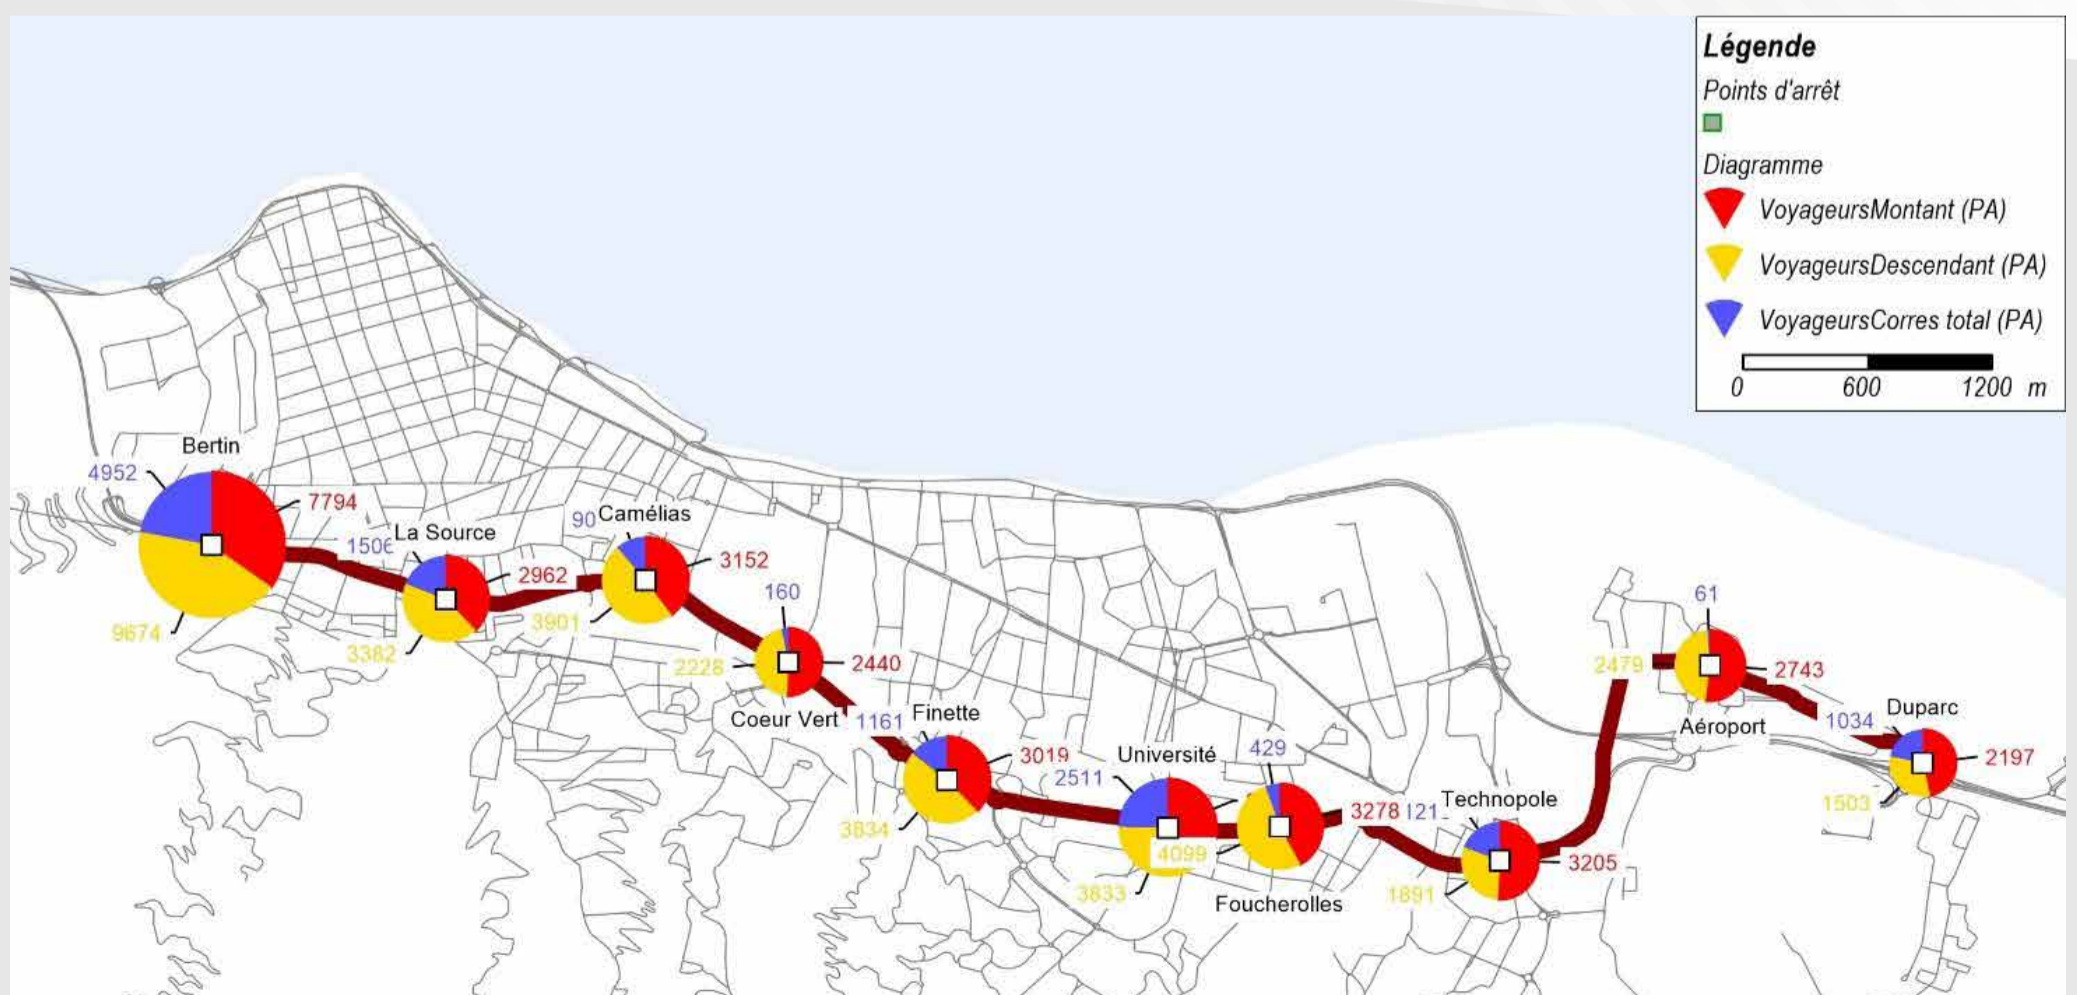 Légende
Points d'arrêt
Diagramme
VoyageursMontant (PA)
VoyageursDescendant (PA)
VoyageursCorres total (PA)
0 600 1200 m
Bertin
4952
7794
9674
La Source
2962
3382
Camélias
90
3152
3901
160
2440
2228
Coeur Vert
1161
Finette
3019
3834
Université
2511
3833
429
3278
4099
Foucherolles
121
Technopole
3205
1891
61
2479
2743
Aéroport
Duparc
1034
2197
1503